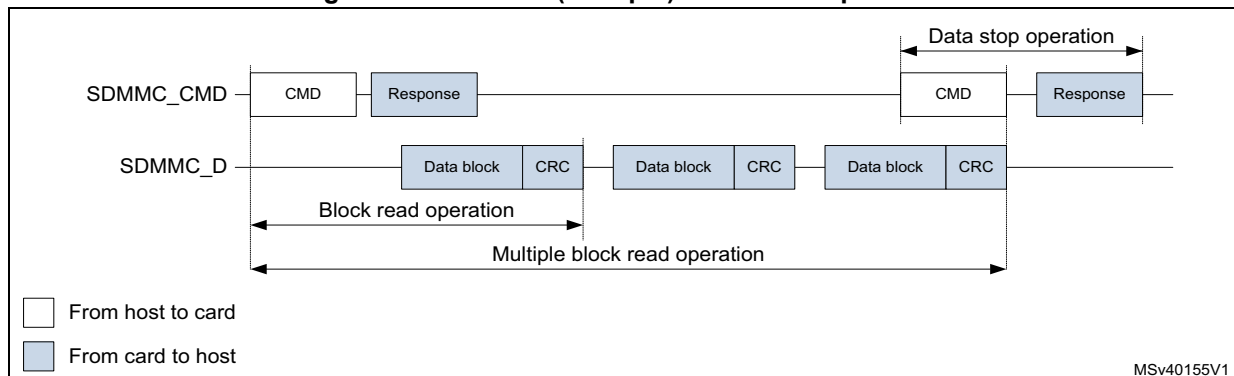 Data stop operation
SDMMC_CMD CMD Response CMD Response
SDMMC_D Data block CRC Data block CRC Data block CRC
Block read operation
Multiple block read operation
From host to card
From card to host
MSv40155V1